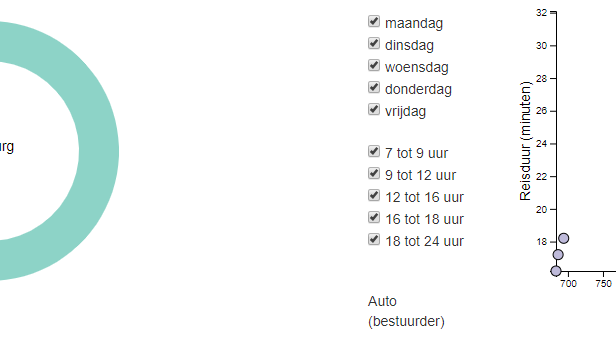 urg
maandag
dinsdag
woensdag
donderdag
vrijdag
7 tot 9 uur
9 tot 12 uur
12 tot 16 uur
16 tot 18 uur
18 tot 24 uur
Auto
(bestuurder)
Reisduur (minuten)
32
30
28
26
24
22
20
18
700
750